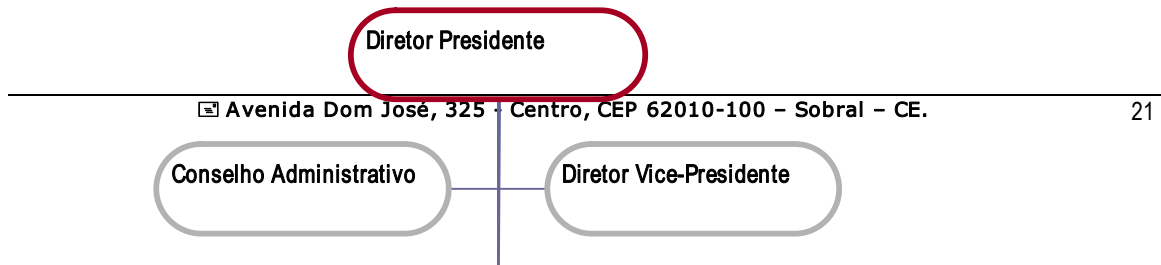 Diretor Presidente
Avenida Dom José, 325 - Centro, CEP 62010-100 – Sobral – CE.
21
Conselho Administrativo
Diretor Vice-Presidente